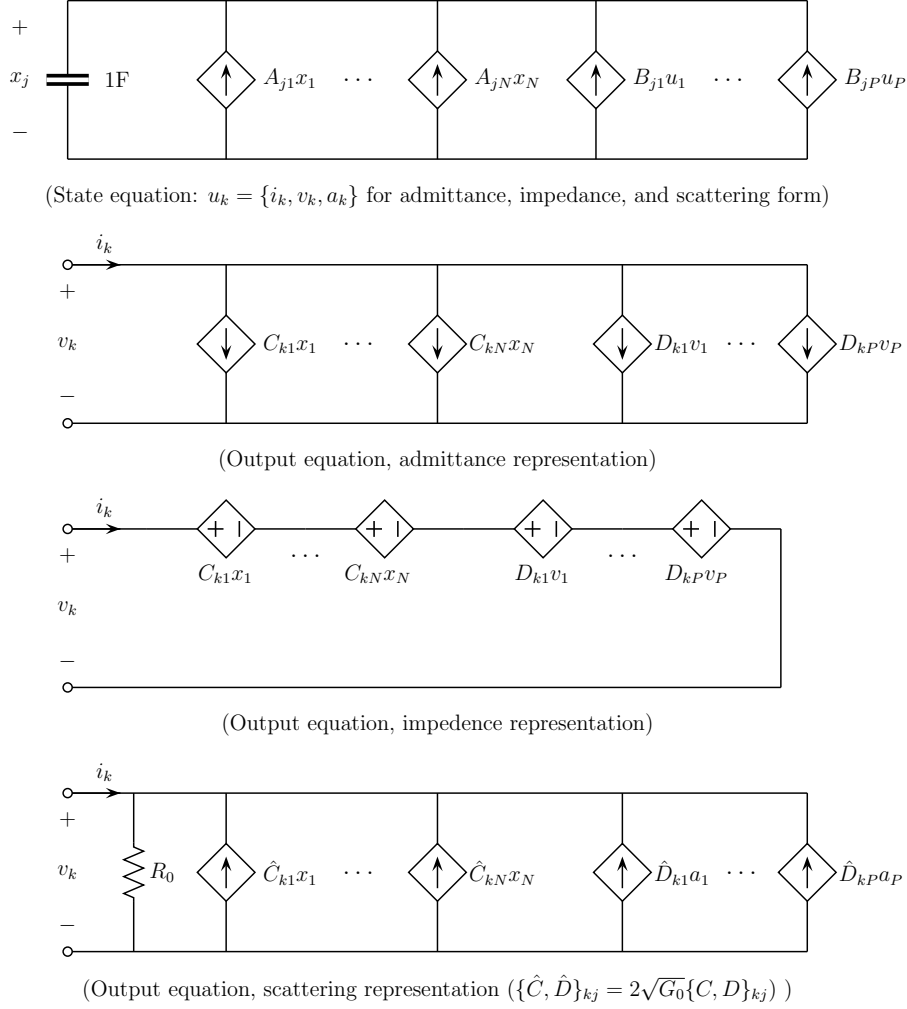 +
x_j 1F A_{j1}x_1 ··· A_{jN}x_N B_{j1}u_1 ··· B_{jP}u_P
−
(State equation: u_k = {i_k, v_k, a_k} for admittance, impedance, and scattering form)
i_k
+
v_k C_{k1}x_1 ··· C_{kN}x_N D_{k1}v_1 ··· D_{kP}v_P
−
(Output equation, admittance representation)
i_k
+ ··· ···
C_{k1}x_1 C_{kN}x_N D_{k1}v_1 D_{kP}v_P
v_k
−
(Output equation, impedence representation)
i_k
+
v_k R_0 Ĉ_{k1}x_1 ··· Ĉ_{kN}x_N D̂_{k1}a_1 ··· D̂_{kP}a_P
−
(Output equation, scattering representation ({Ĉ, D̂}_{kj} = 2√G_0{C, D}_{kj}) )